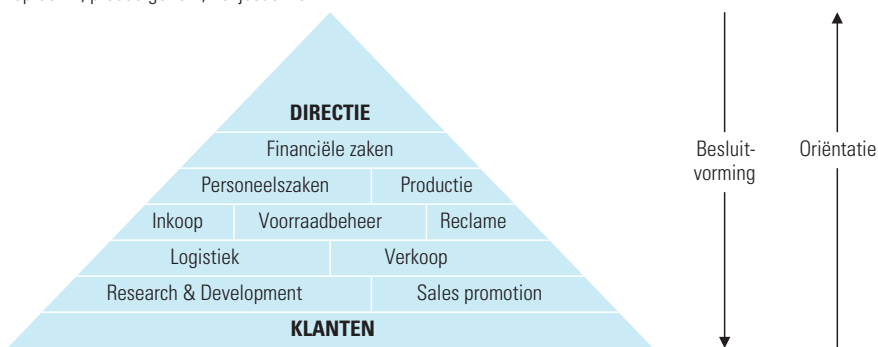 DIRECTIE
Financiële zaken
Personeelszaken Productie
Inkoop Voorraadbeheer Reclame
Logistiek Verkoop
Research & Development Sales promotion
KLANTEN
Besluit-
vorming
Oriëntatie